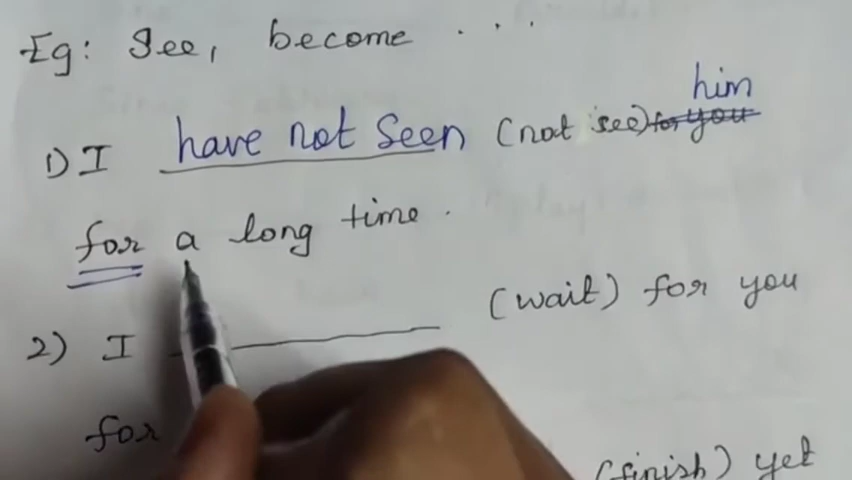 Eg: See, become . . .
1) I have not seen (not see) for you him
for a long time.
2) I (wait) for you
for
(finish) yet